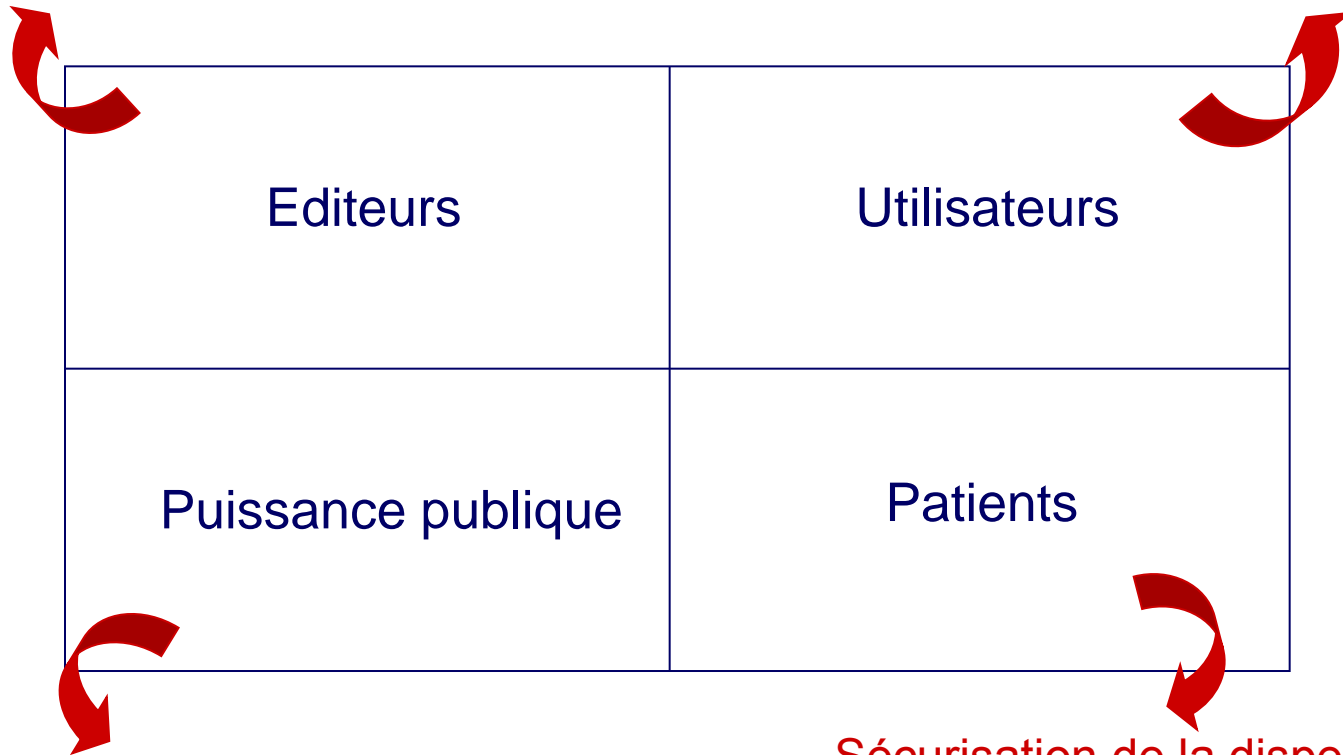 Editeurs
Utilisateurs
Puissance publique
Patients
Sécurisation de la